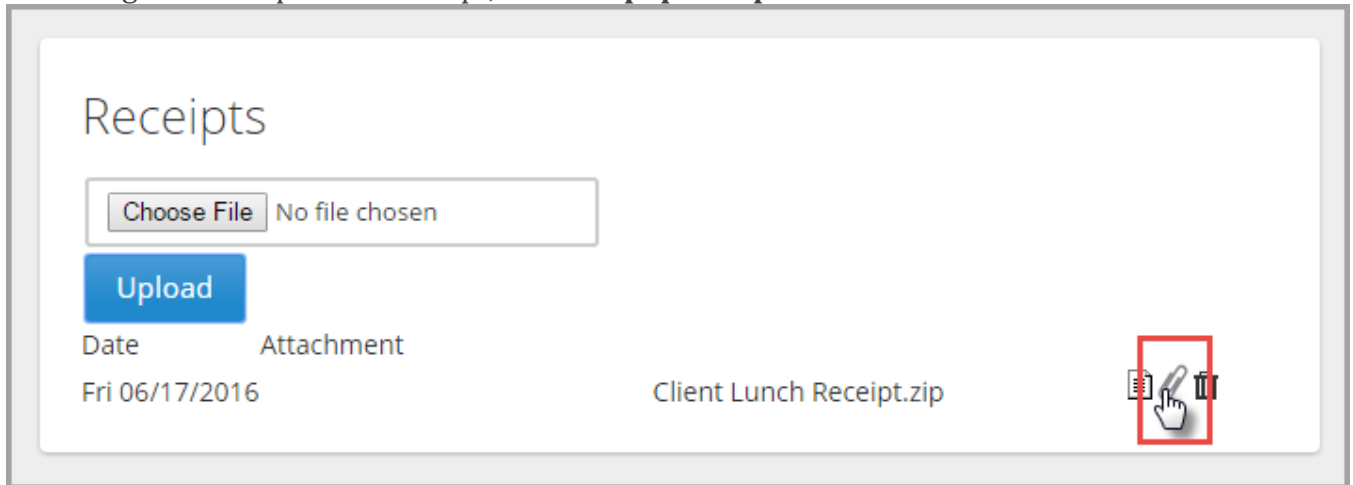 Receipts
Choose File No file chosen
Upload
Date Attachment
Fri 06/17/2016 Client Lunch Receipt.zip